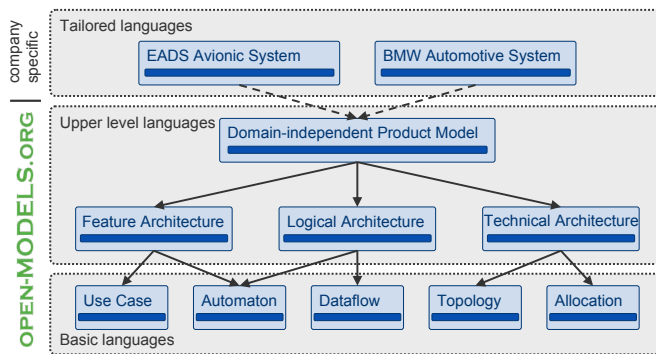 company
specific
Tailored languages
EADS Avionic System
BMW Automotive System
OPEN-MODELS.ORG
Upper level languages
Domain-independent Product Model
Feature Architecture
Logical Architecture
Technical Architecture
Use Case
Automaton
Dataflow
Topology
Allocation
Basic languages